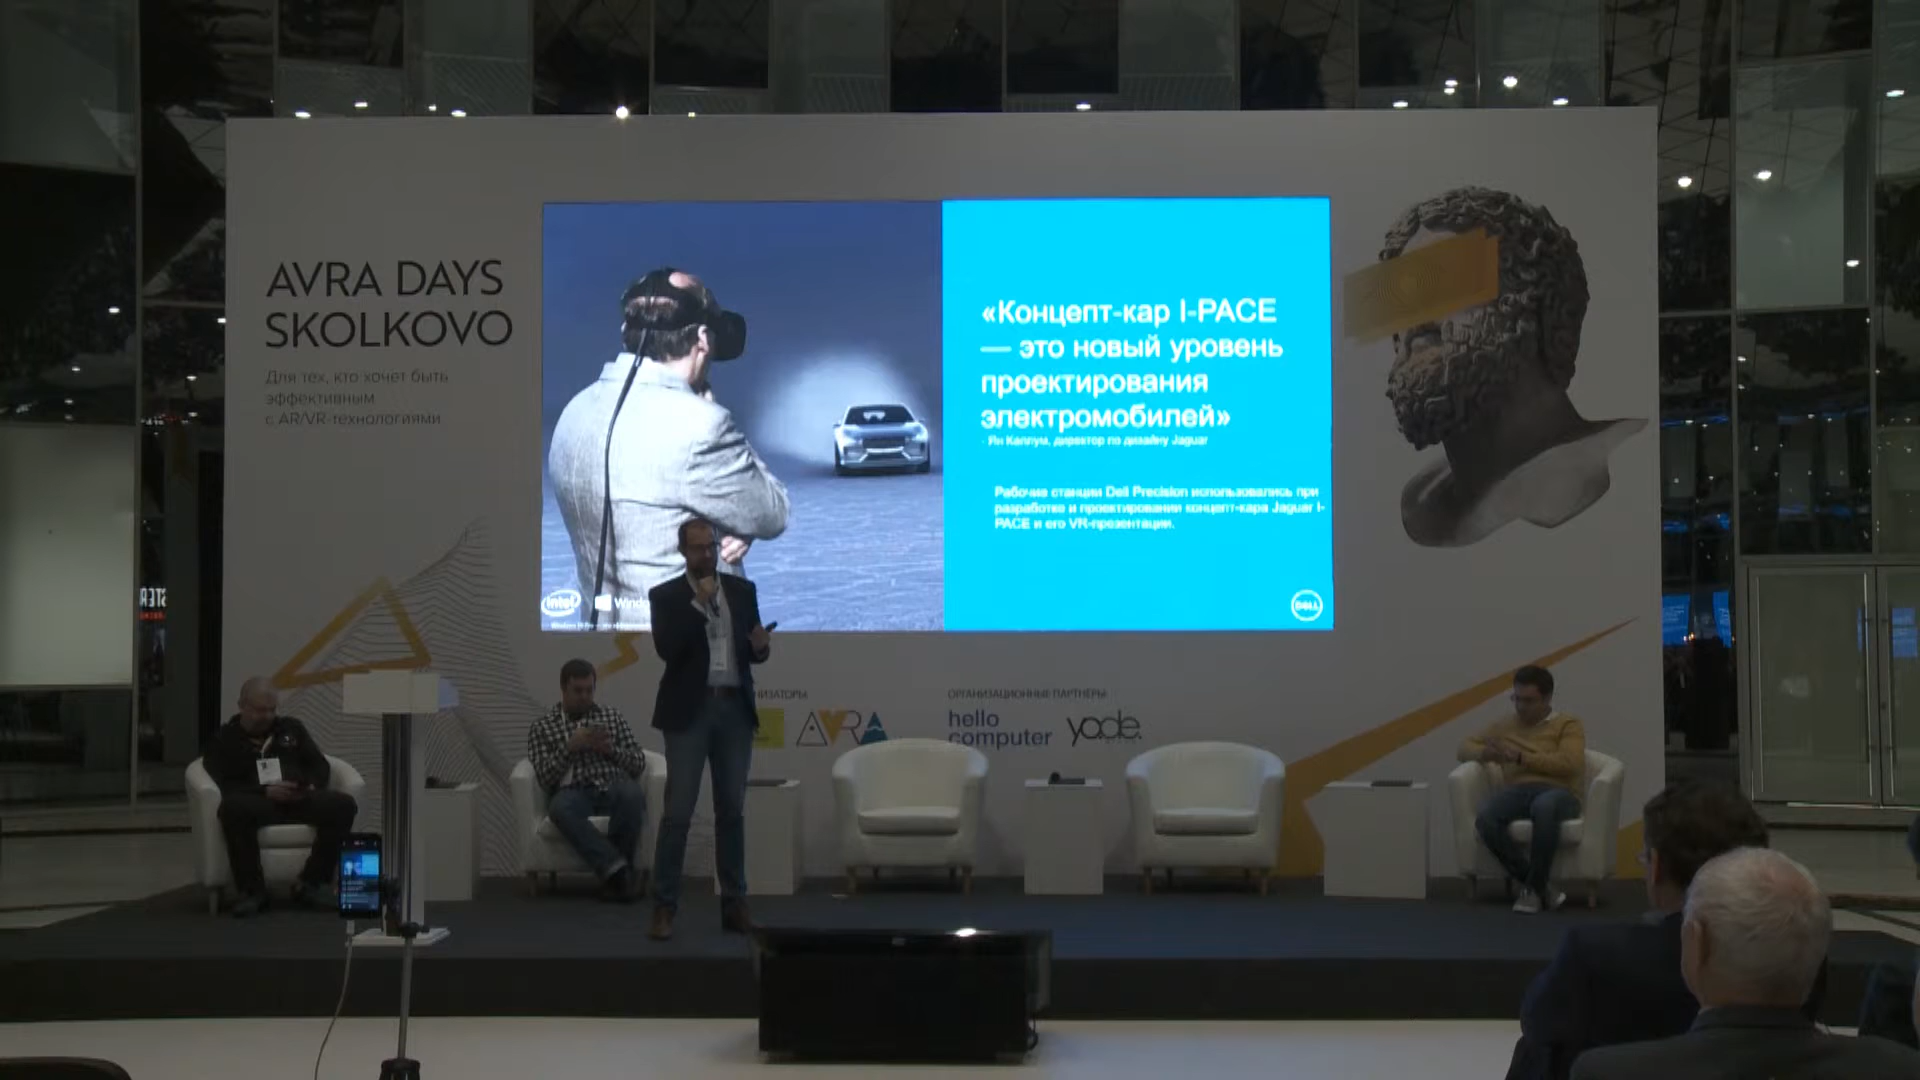 AVRA DAYS
SKOLKOVO
Для тех, кто хочет быть
эффективным
с AR/VR-технологиями
«Концепт-кар I-PACE
— это новый уровень
проектирования
электромобилей»
- Ян Каллум, директор по дизайну Jaguar
Рабочие станции Dell Precision использовались при
разработке и проектировании концепт-кара Jaguar I-
PACE и его VR-презентации.
intel
DELL
ОРГАНИЗАЦИОННЫЕ ПАРТНЁРЫ
AVRA
hello
computer
yode.